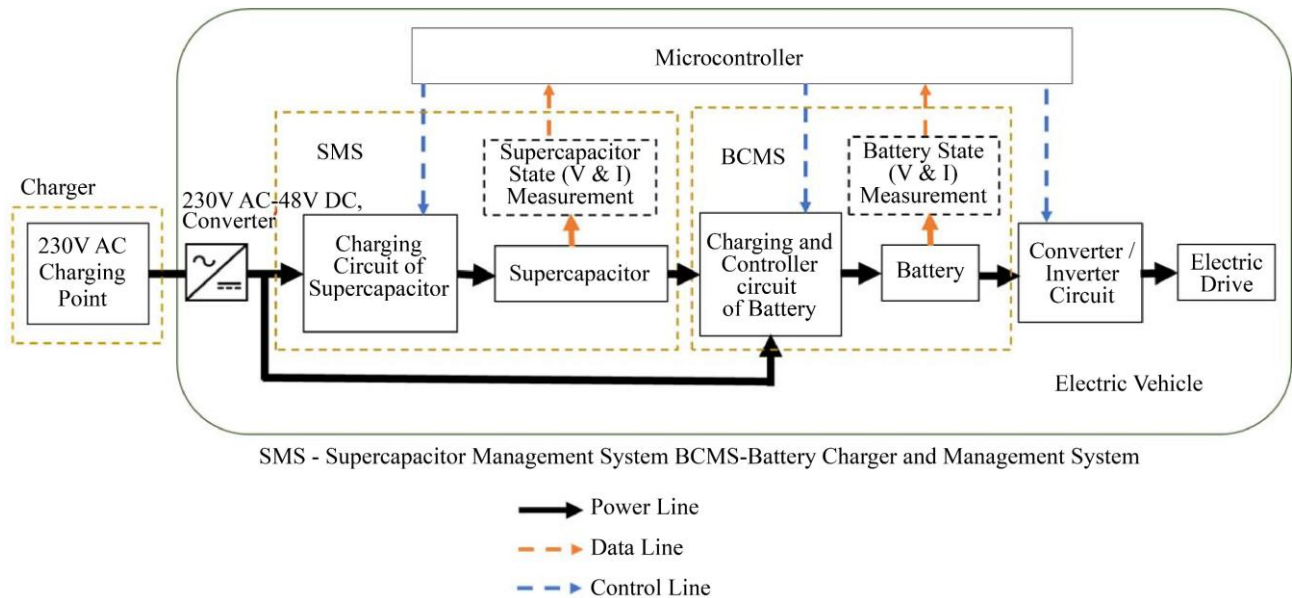 Microcontroller
SMS
Supercapacitor
State (V & I)
Measurement
BCMS
Battery State
(V & I)
Measurement
Charger
230V AC-48V DC,
Converter
230V AC
Charging
Point
Charging
Circuit of
Supercapacitor
Supercapacitor
Charging and
Controller
circuit
of Battery
Battery
Converter /
Inverter
Circuit
Electric
Drive
Electric Vehicle
SMS - Supercapacitor Management System BCMS-Battery Charger and Management System
Power Line
Data Line
Control Line